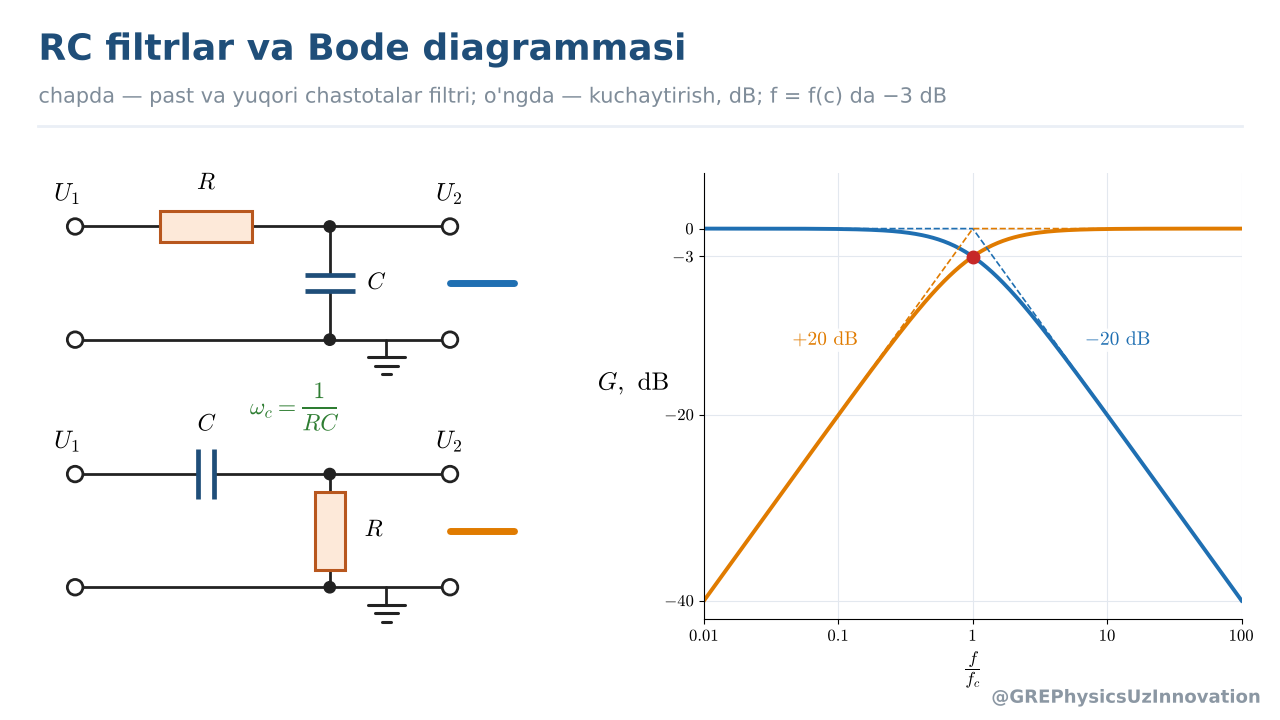 RC filtrlar va Bode diagrammasi
chapda — past va yuqori chastotalar filtri; o'ngda — kuchaytirish, dB; f = f(c) da −3 dB
U₁
R
U₂
C
ω_c = 1/RC
U₁
C
U₂
R
G, dB
0
−3
−20
−40
+20 dB
−20 dB
0.01 0.1 1 10 100
f/f_c
@GREPhysicsUzInnovation